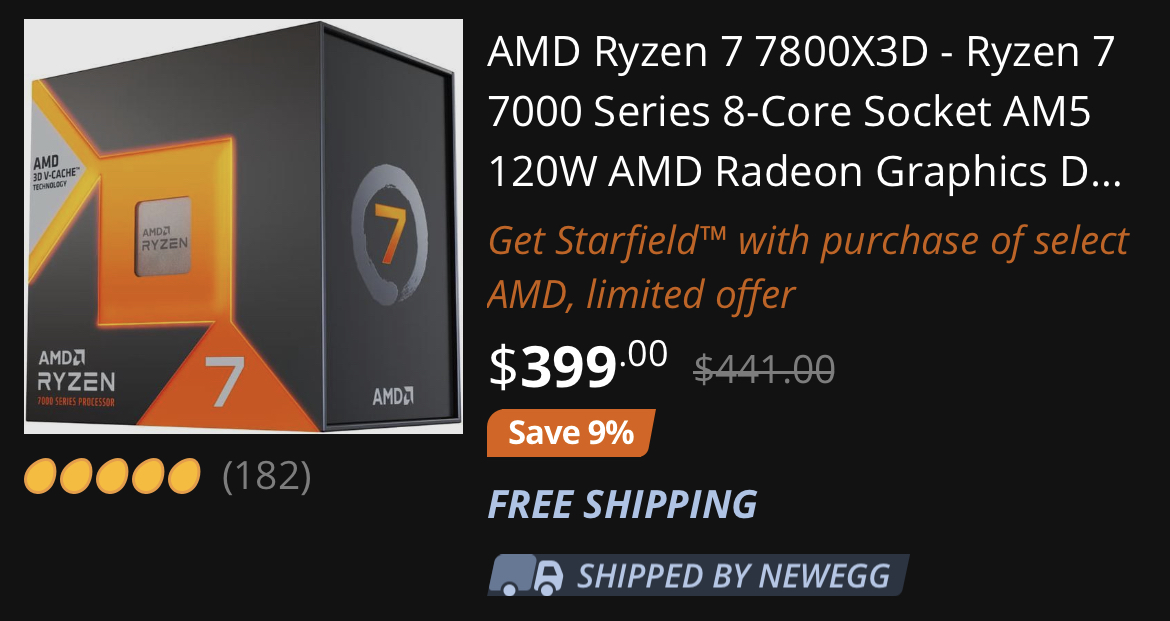 AMD Ryzen 7 7800X3D - Ryzen 7
7000 Series 8-Core Socket AM5
120W AMD Radeon Graphics D...
Get Starfield™ with purchase of select
AMD, limited offer
$399.00 $441.00
Save 9%
FREE SHIPPING
SHIPPED BY NEWEGG
AMD
3D V-CACHE™
TECHNOLOGY
AMD
RYZEN
7
AMD
RYZEN
7000 SERIES PROCESSOR
7
AMD
(182)